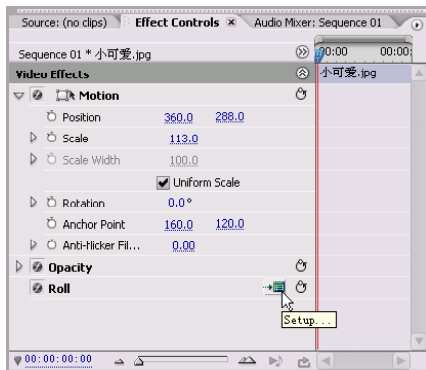 Source: (no clips) Effect Controls Audio Mixer: Sequence 01
Sequence 01 * 小可爱.jpg 00:00 00:00
Video Effects 小可爱.jpg
Motion
Position 360.0 288.0
Scale 113.0
Scale Width 100.0
Uniform Scale
Rotation 0.0°
Anchor Point 160.0 120.0
Anti-flicker Fil... 0.00
Opacity
Roll
Setup...
00:00:00:00